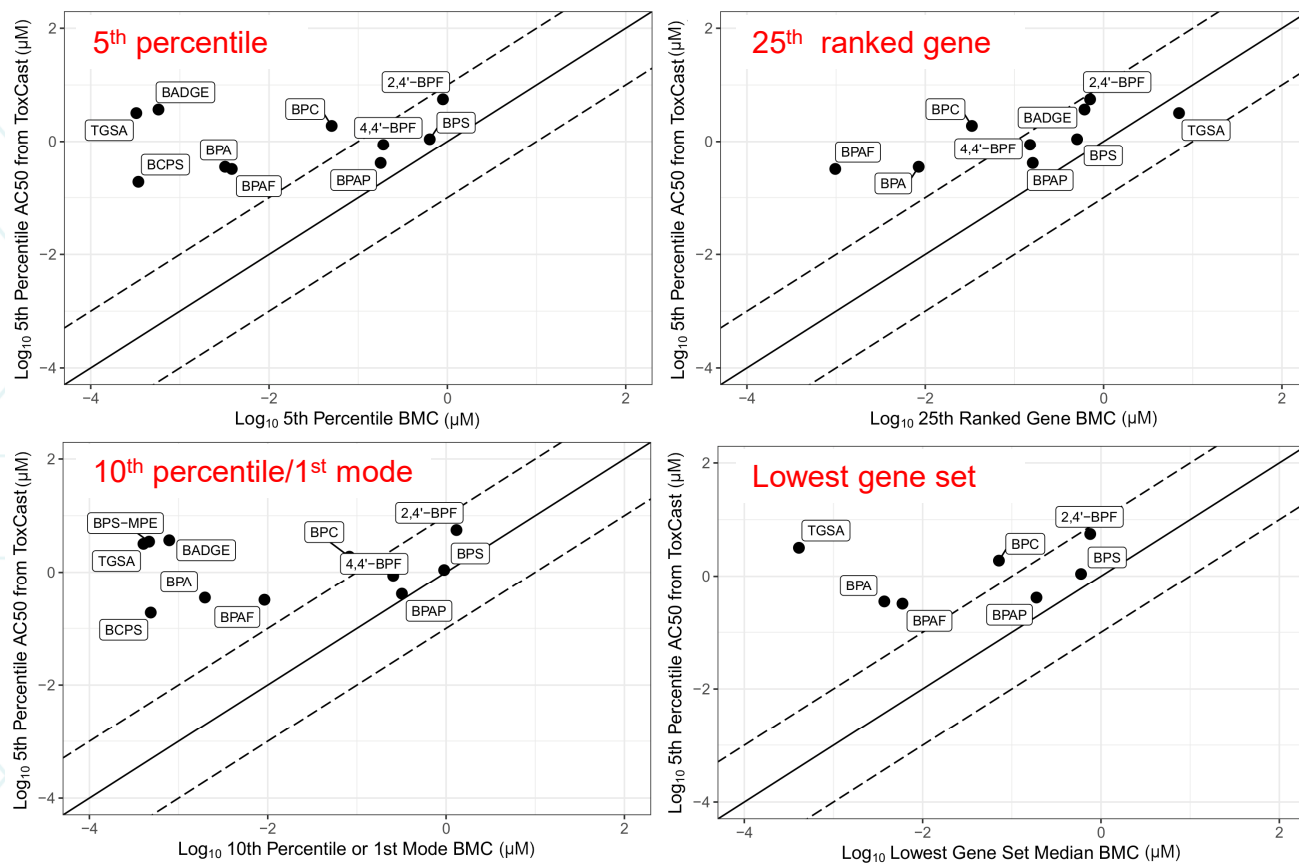 5th percentile
Log10 5th Percentile AC50 from ToxCast (µM)
2
0
−2
−4
BADGE
TGSA
BCPS
BPA
BPAF
BPC
2,4'−BPF
4,4'−BPF
BPS
BPAP
−4
−2
0
2
Log10 5th Percentile BMC (µM)
25th ranked gene
Log10 5th Percentile AC50 from ToxCast (µM)
2
0
−2
−4
2,4'−BPF
BPC
BADGE
TGSA
BPAF
4,4'−BPF
BPS
BPA
BPAP
−4
−2
0
2
Log10 25th Ranked Gene BMC (µM)
10th percentile/1st mode
Log10 5th Percentile AC50 from ToxCast (µM)
2
0
−2
−4
2,4'−BPF
BPS−MPE
BPC
TGSA
BADGE
BPS
4,4'−BPF
BPA
BPAF
BPAP
BCPS
−4
−2
0
2
Log10 10th Percentile or 1st Mode BMC (µM)
Lowest gene set
Log10 5th Percentile AC50 from ToxCast (µM)
2
0
−2
−4
2,4'−BPF
TGSA
BPC
BPS
BPA
BPAP
BPAF
−4
−2
0
2
Log10 Lowest Gene Set Median BMC (µM)